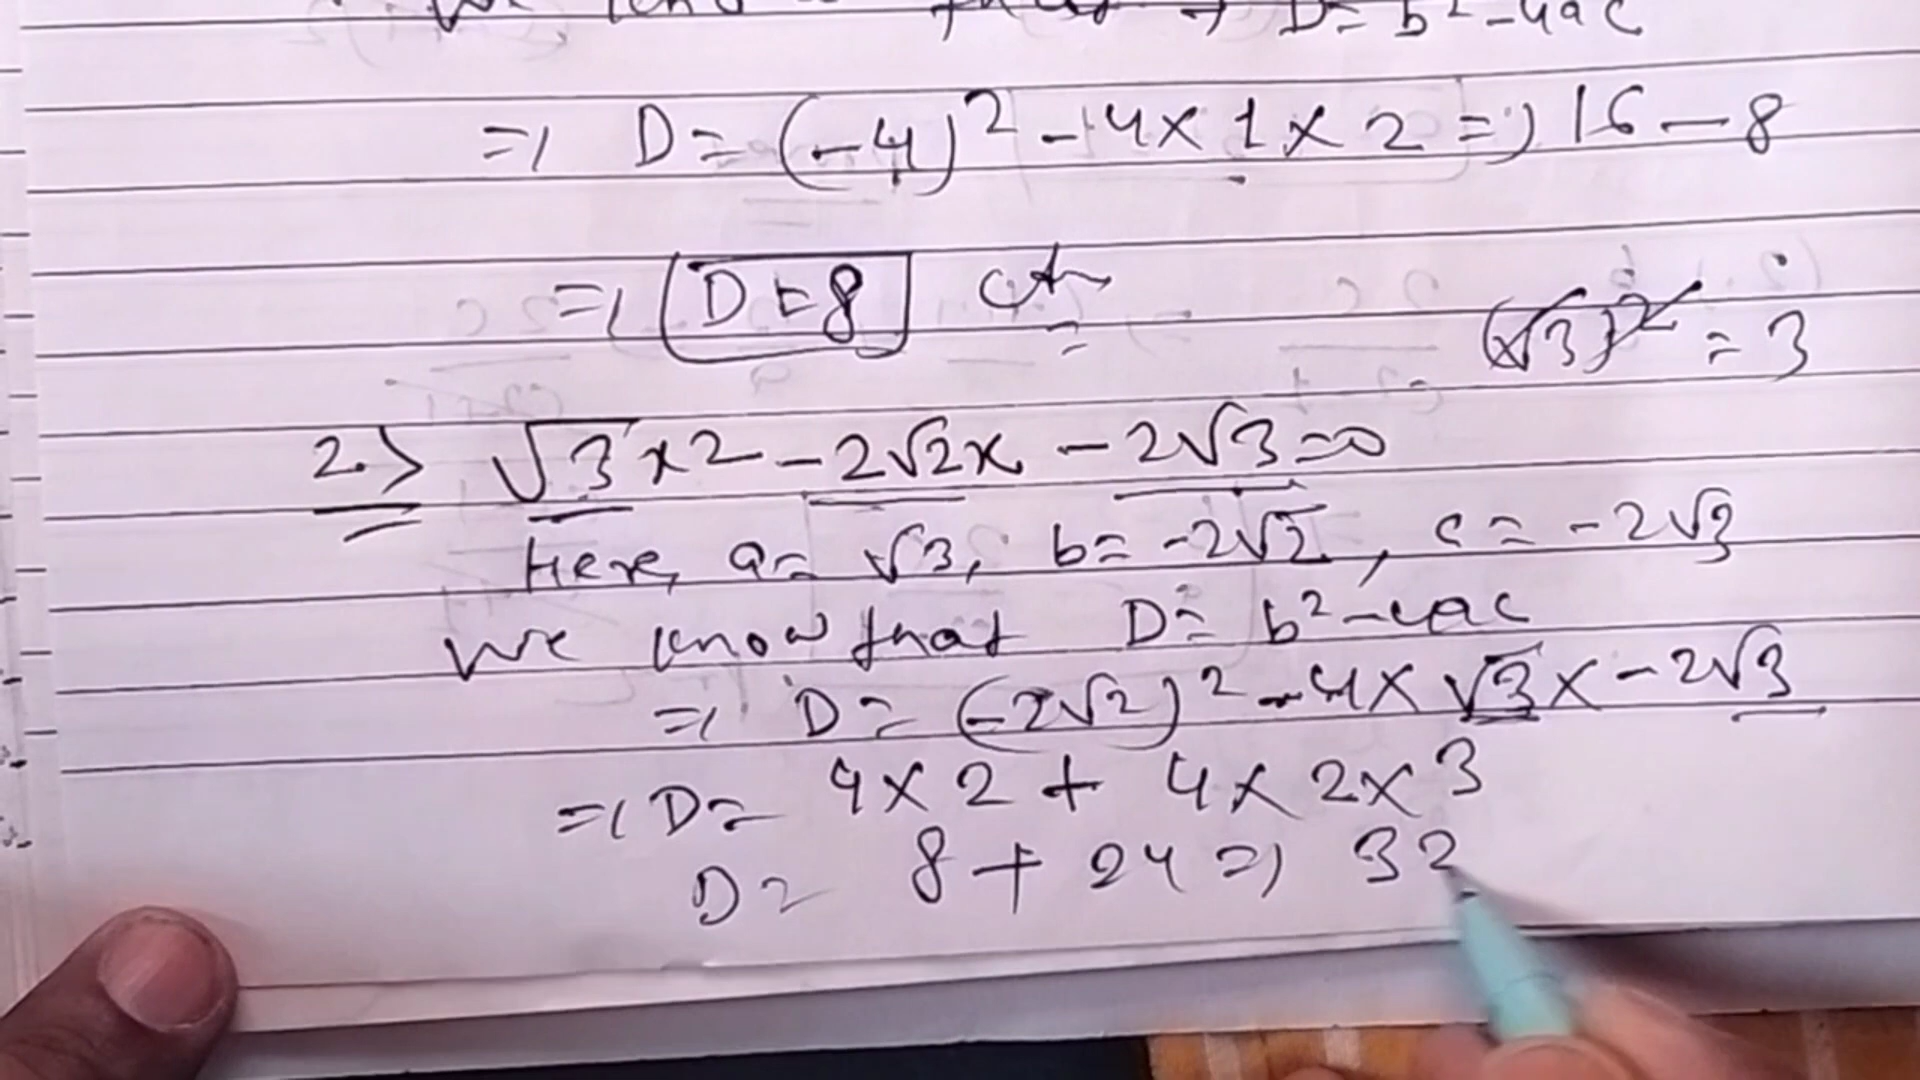 D = b² - 4ac
=) D = (-4)² - 4 x 1 x 2 =) 16 - 8
=) D = 8
(√3)² = 3
2) √3x2 - 2√2x - 2√3 = 0
Here, a = √3, b = -2√2, c = -2√3
We know that D = b² - 4ac
=) D = (-2√2)² - 4 x √3 x - 2√3
=) D = 4 x 2 + 4 x 2 x 3
D = 8 + 24 =) 32